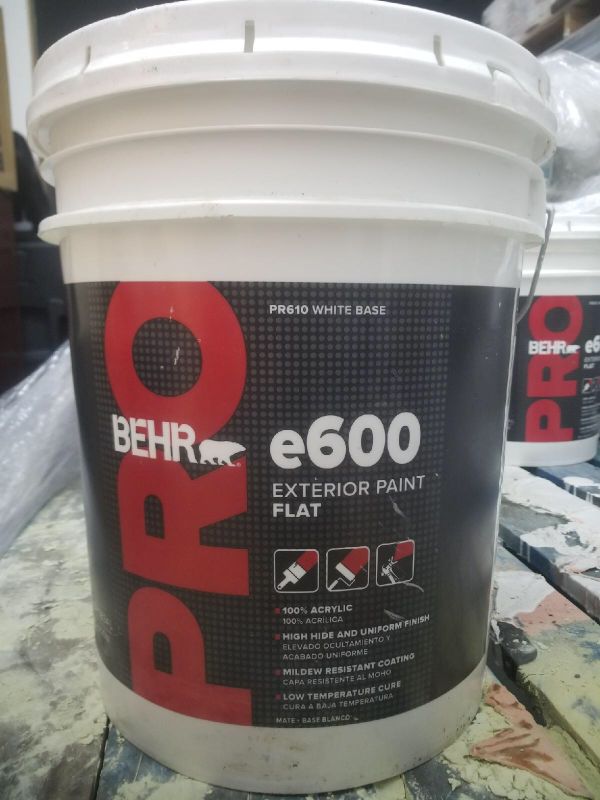 PR610 WHITE BASE
PRO
BEHR
e600
EXTERIOR PAINT
FLAT
100% ACRYLIC
100% ACRÍLICA
HIGH HIDE AND UNIFORM FINISH
ELEVADO OCULTAMIENTO Y
ACABADO UNIFORME
MILDEW RESISTANT COATING
CAPA RESISTENTE AL MOHO
LOW TEMPERATURE CURE
CURA A BAJA TEMPERATURA
MATE • BASE BLANCO
PRO
BEHR
e6
FLAT